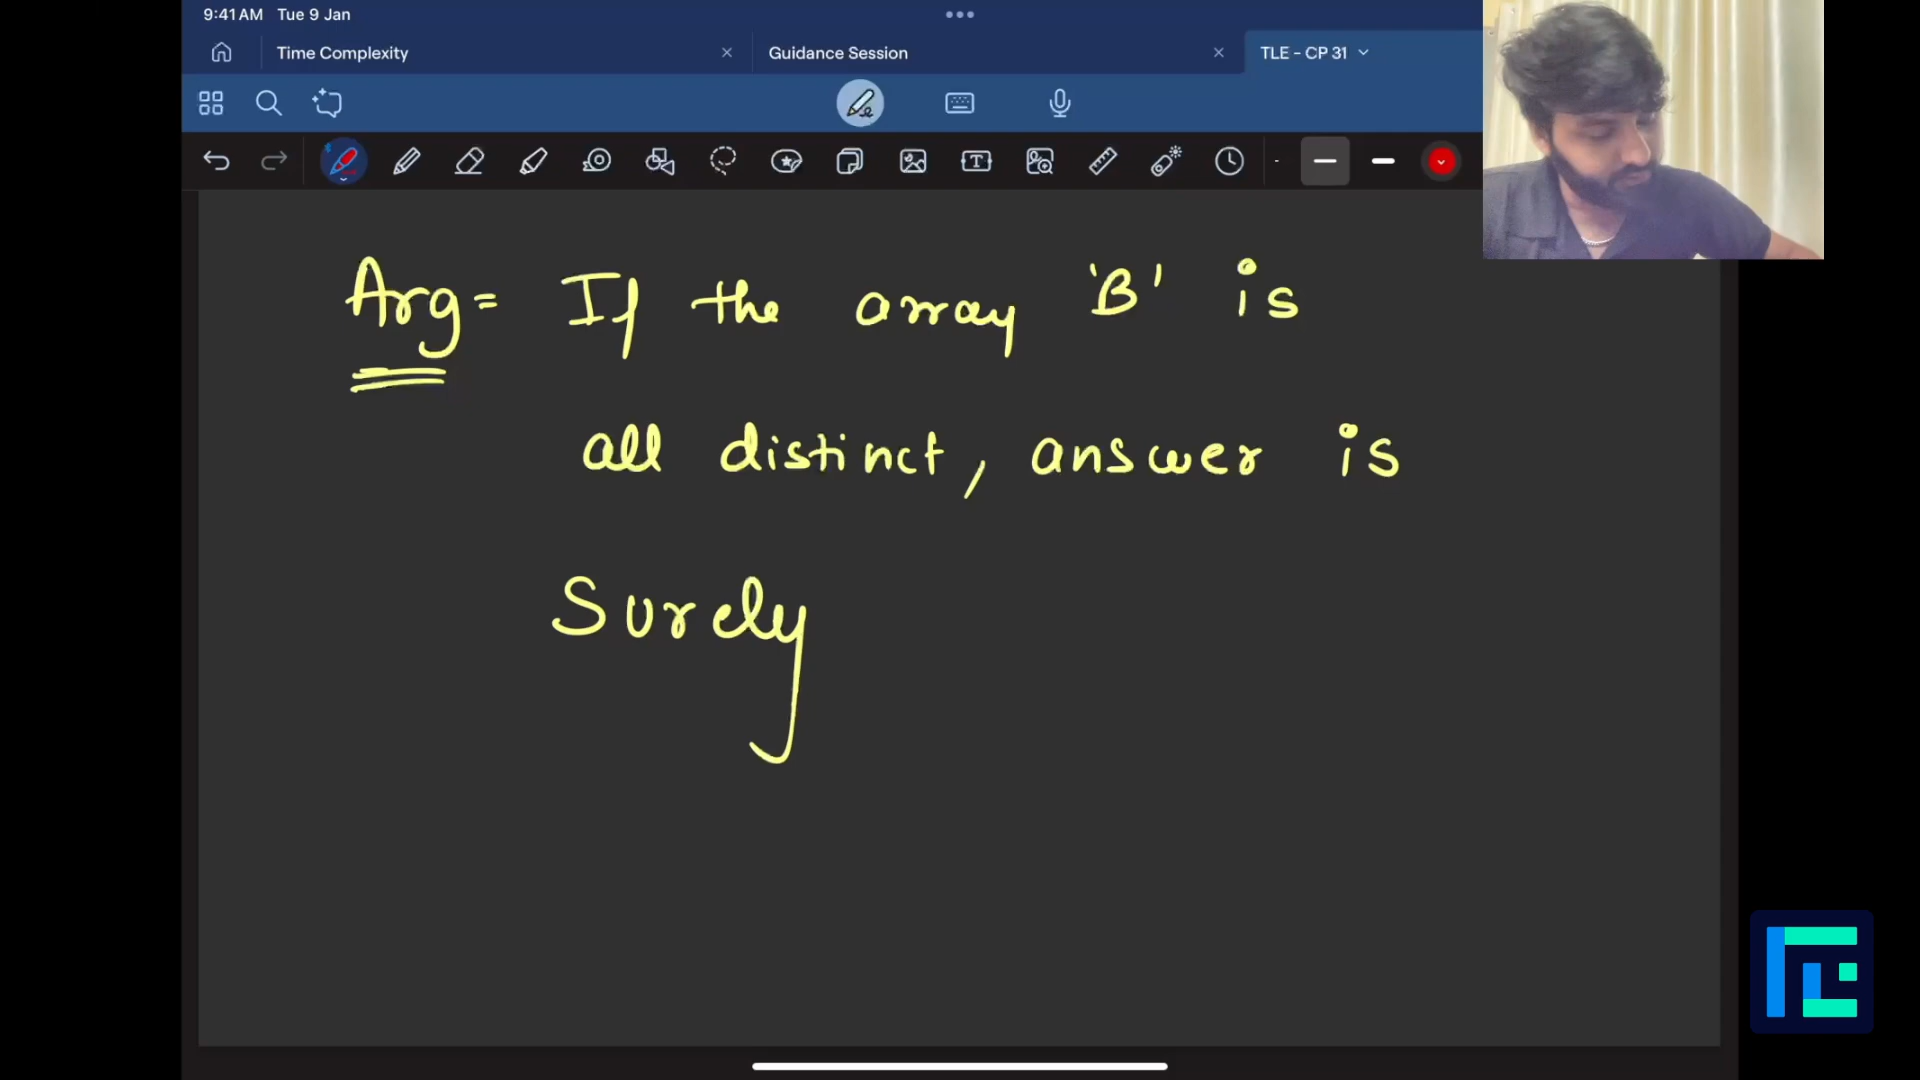 9:41 AM Tue 9 Jan
Time Complexity
Guidance Session
TLE - CP 31
Arg = If the array 'B' is
all distinct, answer is
Surely